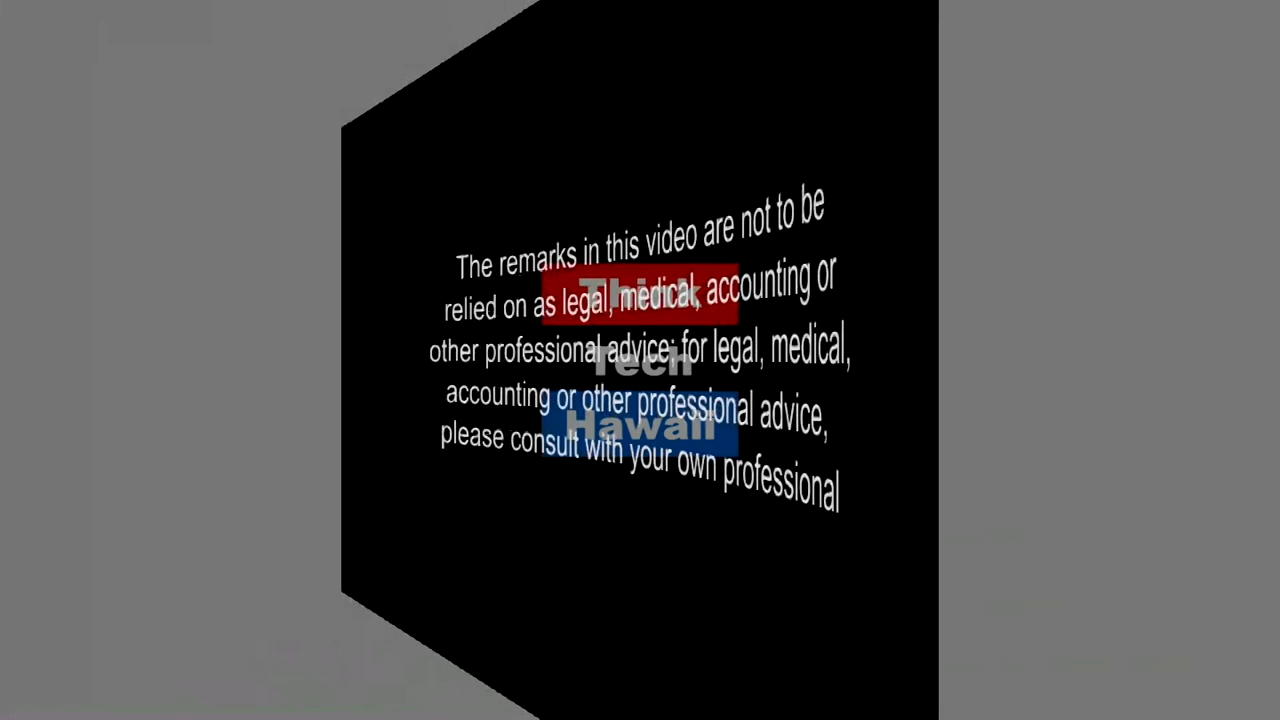 The remarks in this video are not to be
relied on as legal, medical, accounting or
other professional advice; for legal, medical,
accounting or other professional advice,
please consult with your own professional
Think
Tech
Hawaii